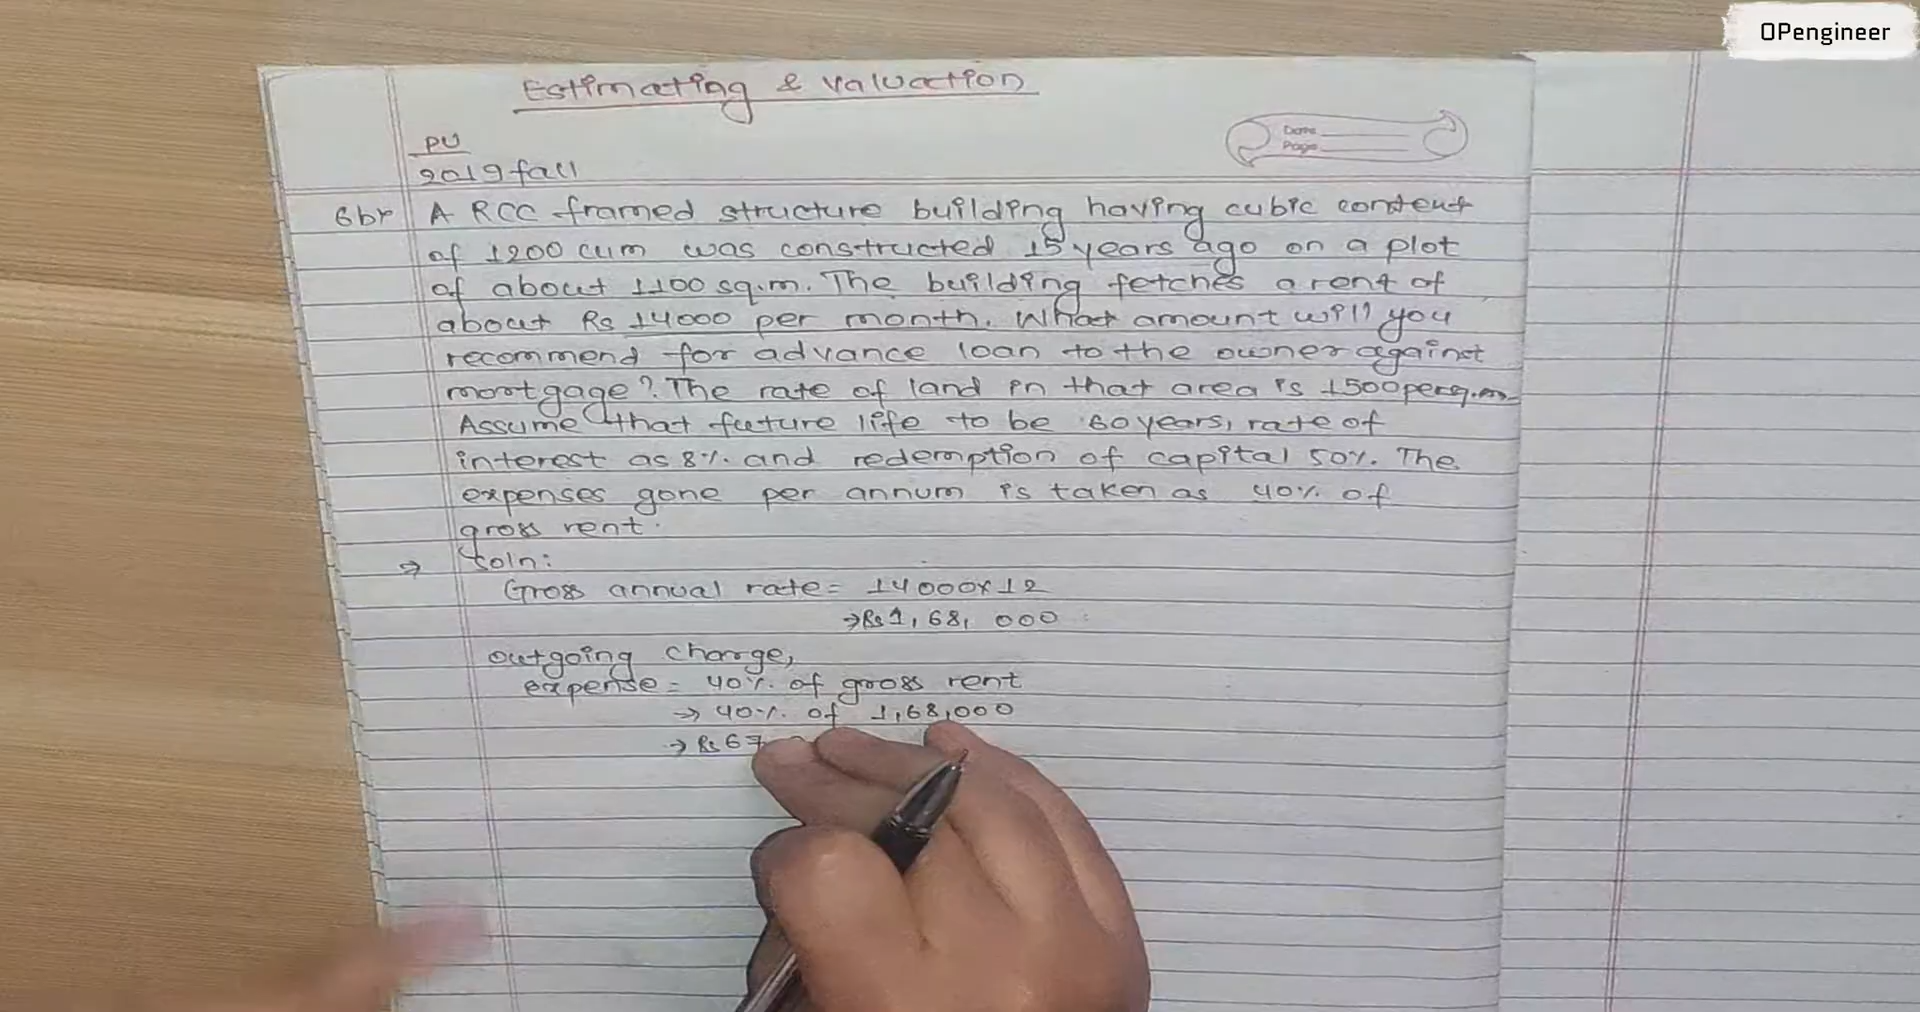 OPengineer
Estimating & valuation
Date
Page
PU
2019 fall
6b) A RCC framed structure building having cubic content
of 1200 cum was constructed 15 years ago on a plot
of about 1100 sq.m. The building fetches a rent of
about Rs 14000 per month. What amount will you
recommend for advance loan to the owner against
mortgage? The rate of land in that area is 1500 per sq.m
Assume that future life to be 60 years, rate of
interest as 8% and redemption of capital 50%. The
expenses gone per annum is taken as 40% of
gross rent.
⇒ soln:
Gross annual rate = 14000×12
→ Rs 1,68,000
outgoing charge,
expense = 40% of gross rent
→ 40% of 1,68,000
→ Rs 67